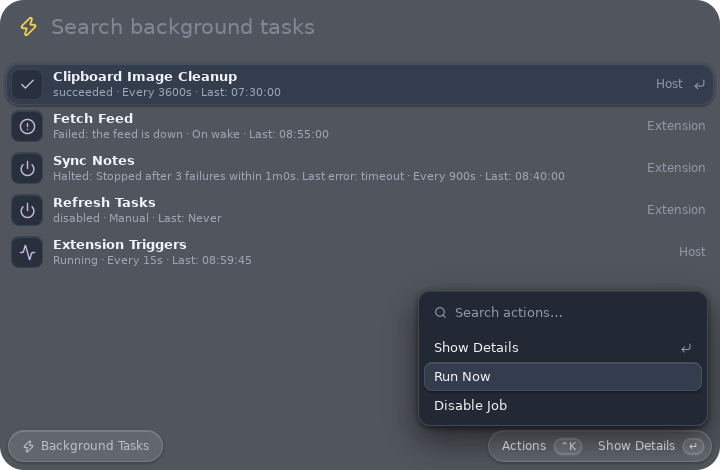 Search background tasks
Clipboard Image Cleanup
succeeded · Every 3600s · Last: 07:30:00
Host ↵
Fetch Feed
Failed: the feed is down · On wake · Last: 08:55:00
Extension
Sync Notes
Halted: Stopped after 3 failures within 1m0s. Last error: timeout · Every 900s · Last: 08:40:00
Extension
Refresh Tasks
disabled · Manual · Last: Never
Extension
Extension Triggers
Running · Every 15s · Last: 08:59:45
Host
Search actions...
Show Details ↵
Run Now
Disable Job
Background Tasks
Actions ^K Show Details ↵